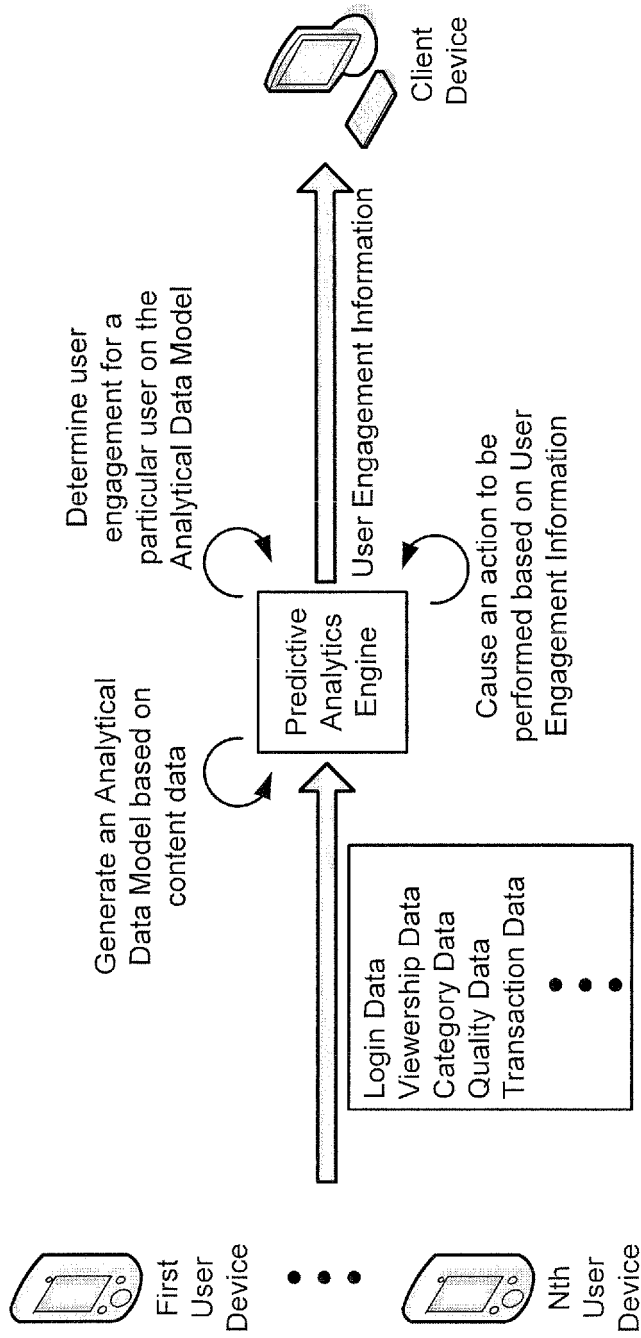 First
User
Device
Nth
User
Device
Login Data
Viewership Data
Category Data
Quality Data
Transaction Data
Generate an Analytical
Data Model based on
content data
Predictive
Analytics
Engine
Determine user
engagement for a
particular user on the
Analytical Data Model
Cause an action to be
performed based on User
Engagement Information
User Engagement Information
Client
Device